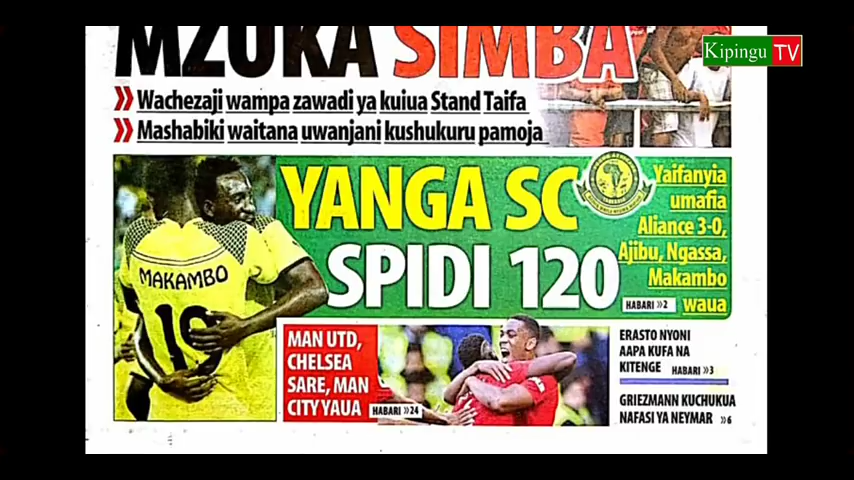 MZUKA SIMBA
Kipingu TV
Wachezaji wampa zawadi ya kuiua Stand Taifa
Mashabiki waitana uwanjani kushukuru pamoja
YANGA SC
SPIDI 120
Yaifanyia
umafia
Aliance 3-0,
Ajibu, Ngassa,
Makambo
waua
HABARI »2
MAKAMBO
MAN UTD,
CHELSEA
SARE, MAN
CITY YAUA
HABARI »24
ERASTO NYONI
AAPA KUFA NA
KITENGE HABARI »3
GRIEZMANN KUCHUKUA
NAFASI YA NEYMAR »6